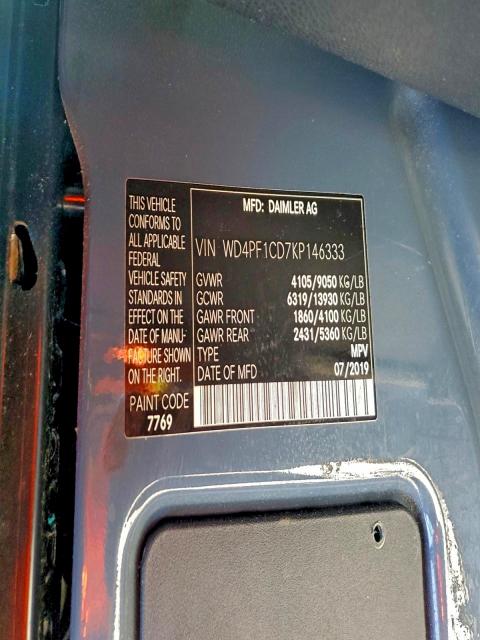 THIS VEHICLE
CONFORMS TO
ALL APPLICABLE
FEDERAL
VEHICLE SAFETY
STANDARDS IN
EFFECT ON THE
DATE OF MANU-
FACTURE SHOWN
ON THE RIGHT.
PAINT CODE
7769
MFD: DAIMLER AG
VIN WD4PF1CD7KP146333
GVWR 4105/9050 KG/LB
GCWR 6319/13930 KG/LB
GAWR FRONT 1860/4100 KG/LB
GAWR REAR 2431/5360 KG/LB
TYPE MPV
DATE OF MFD 07/2019